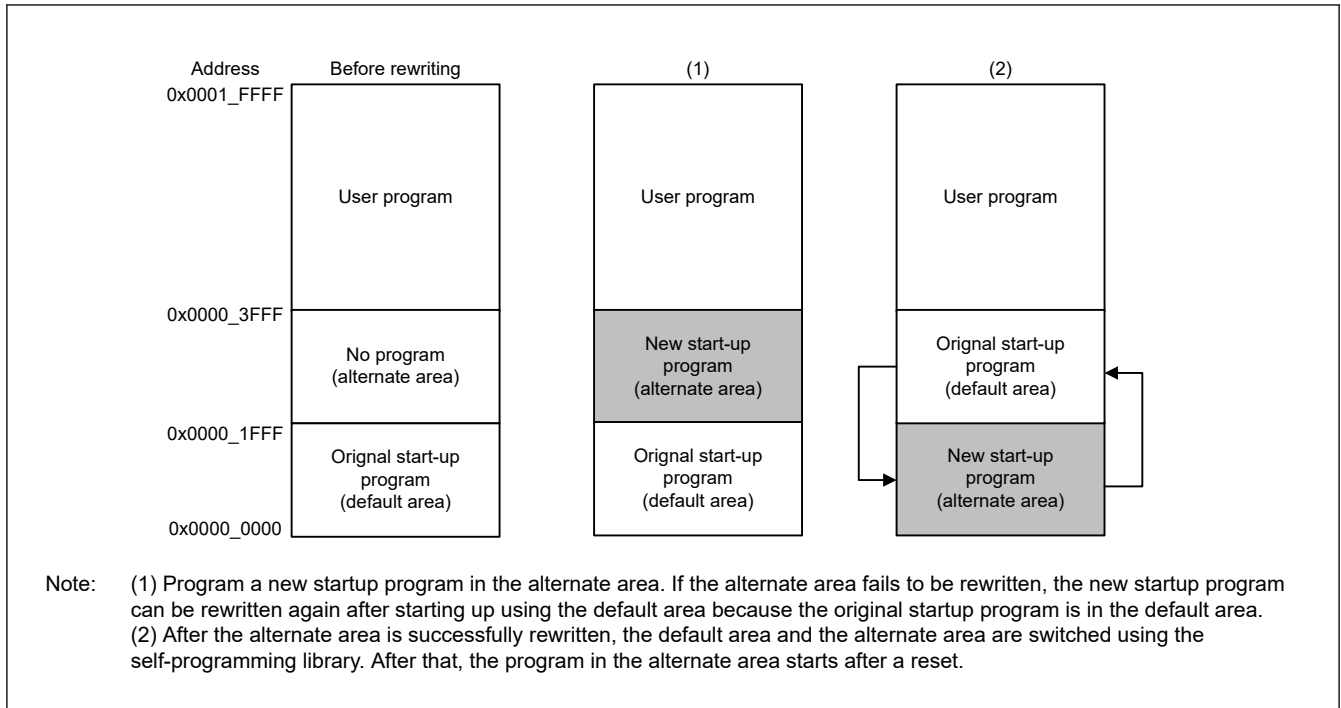 Address
Before rewriting
(1)
(2)
0x0001_FFFF
User program
User program
User program
0x0000_3FFF
No program
(alternate area)
New start-up
program
(alternate area)
Orignal start-up
program
(default area)
0x0000_1FFF
Orignal start-up
program
(default area)
Orignal start-up
program
(default area)
New start-up
program
(alternate area)
0x0000_0000
Note: (1) Program a new startup program in the alternate area. If the alternate area fails to be rewritten, the new startup program
can be rewritten again after starting up using the default area because the original startup program is in the default area.
(2) After the alternate area is successfully rewritten, the default area and the alternate area are switched using the
self-programming library. After that, the program in the alternate area starts after a reset.